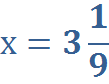 x = 3 1/9